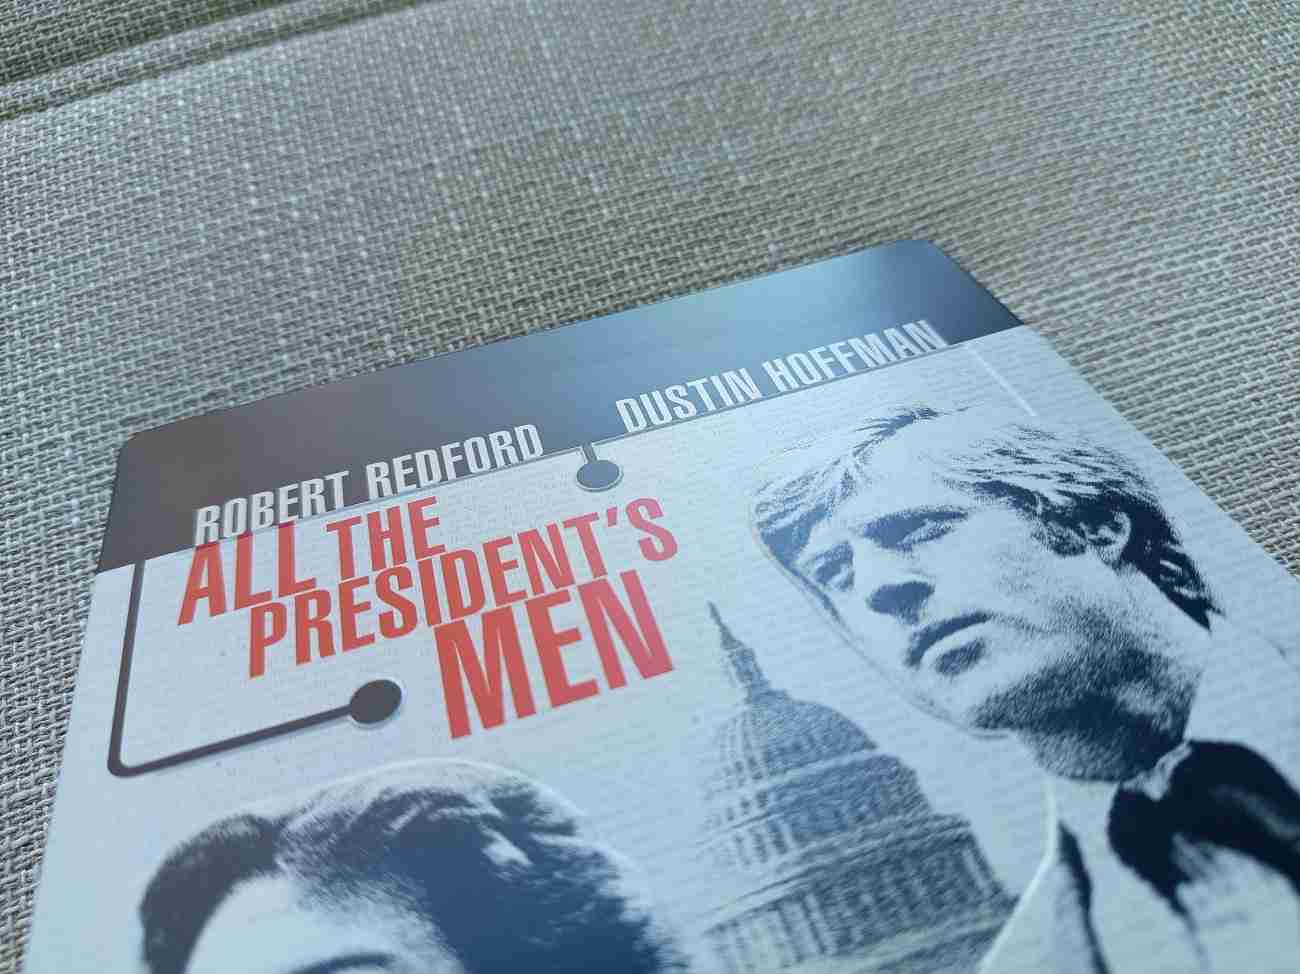 ROBERT REDFORD DUSTIN HOFFMAN
ALL THE
PRESIDENT'S
MEN